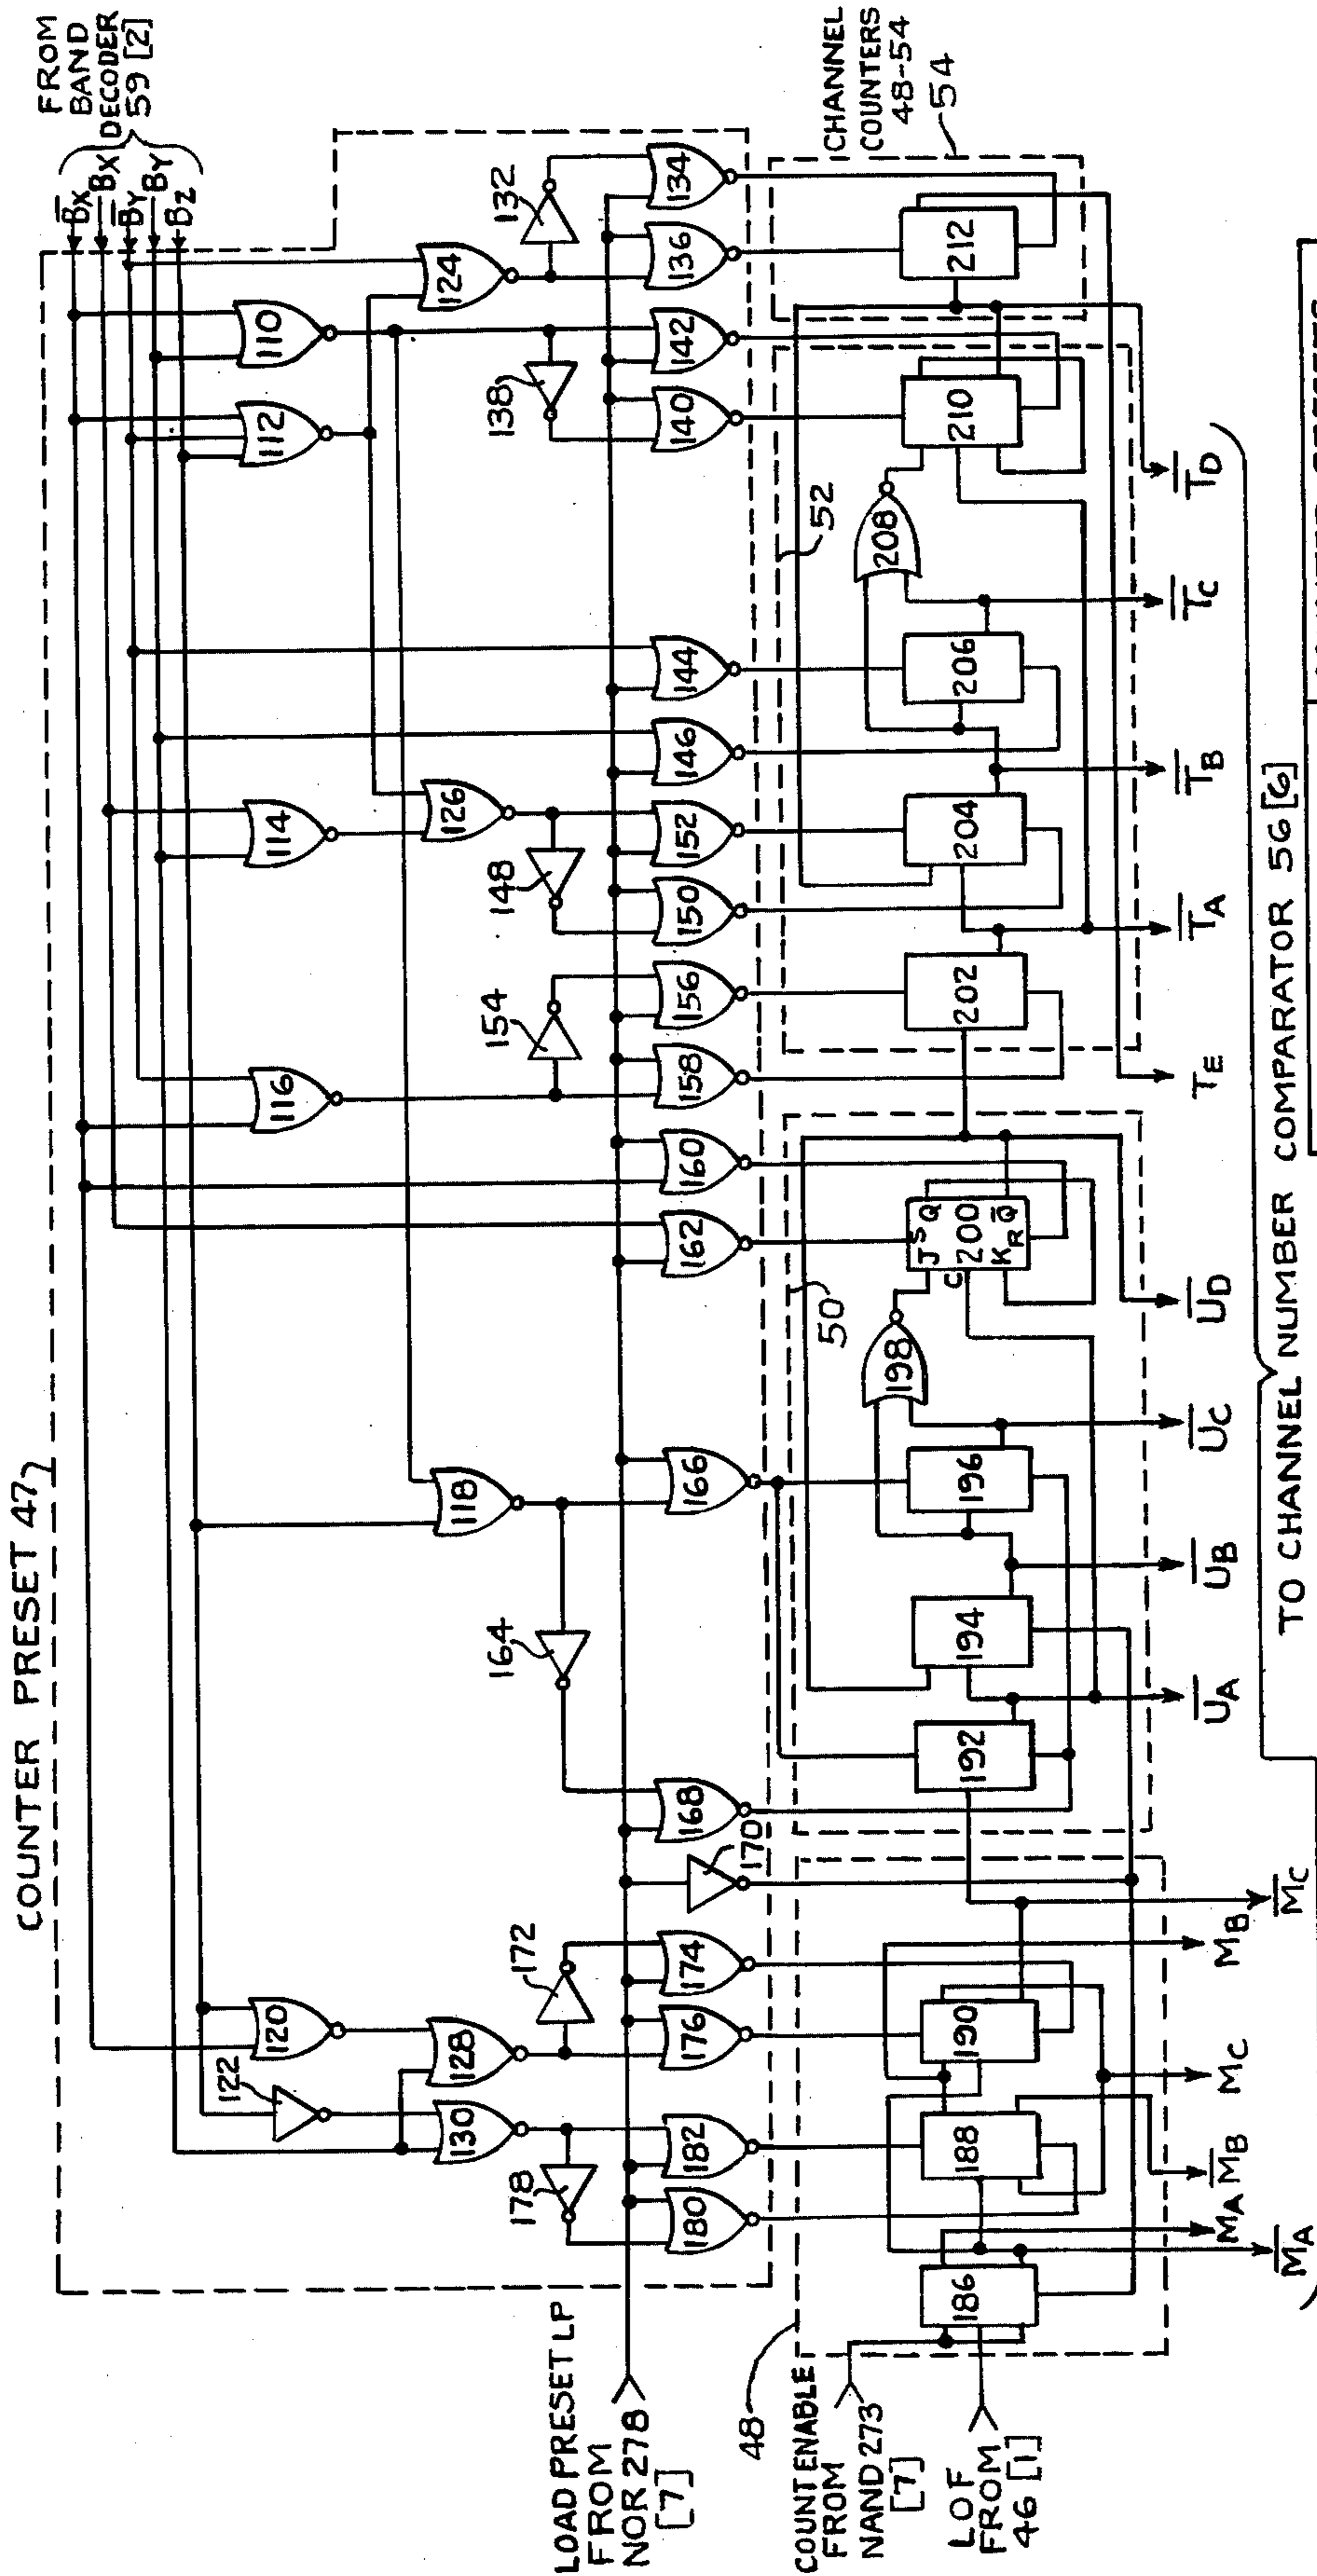 COUNTER PRESET 47
FROM
BAND
DECODER
59 [2]
B̅X
BX
B̅Y
BY
BZ
110
112
114
116
118
120
122
124
126
128
130
132
134
136
138
140
142
144
146
148
150
152
154
156
158
160
162
164
166
168
170
172
174
176
178
180
182
LOAD PRESET LP
FROM
NOR 278
[7]
CHANNEL
COUNTERS
48-54
54
52
50
48
COUNT ENABLE
FROM
NAND 273
[7]
LOF
FROM
46 [1]
186
188
190
192
194
196
198
J S Q
C 200
K R Q̅
202
204
206
208
210
212
M̅A
MA
M̅B
MC
MB
M̅C
U̅A
U̅B
U̅C
U̅D
TE
T̅A
T̅B
T̅C
T̅D
TO CHANNEL NUMBER COMPARATOR 56 [6]